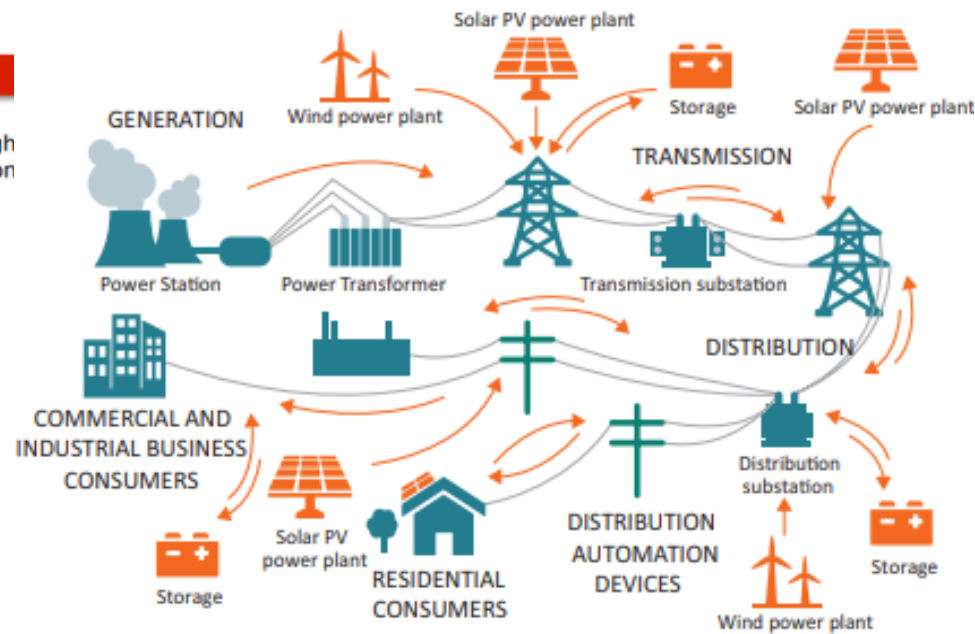 Solar PV power plant
Wind power plant
Storage
Solar PV power plant
GENERATION
TRANSMISSION
Power Station
Power Transformer
Transmission substation
DISTRIBUTION
COMMERCIAL AND
INDUSTRIAL BUSINESS
CONSUMERS
Distribution
substation
Solar PV
power plant
DISTRIBUTION
AUTOMATION
DEVICES
Storage
RESIDENTIAL
CONSUMERS
Storage
Wind power plant